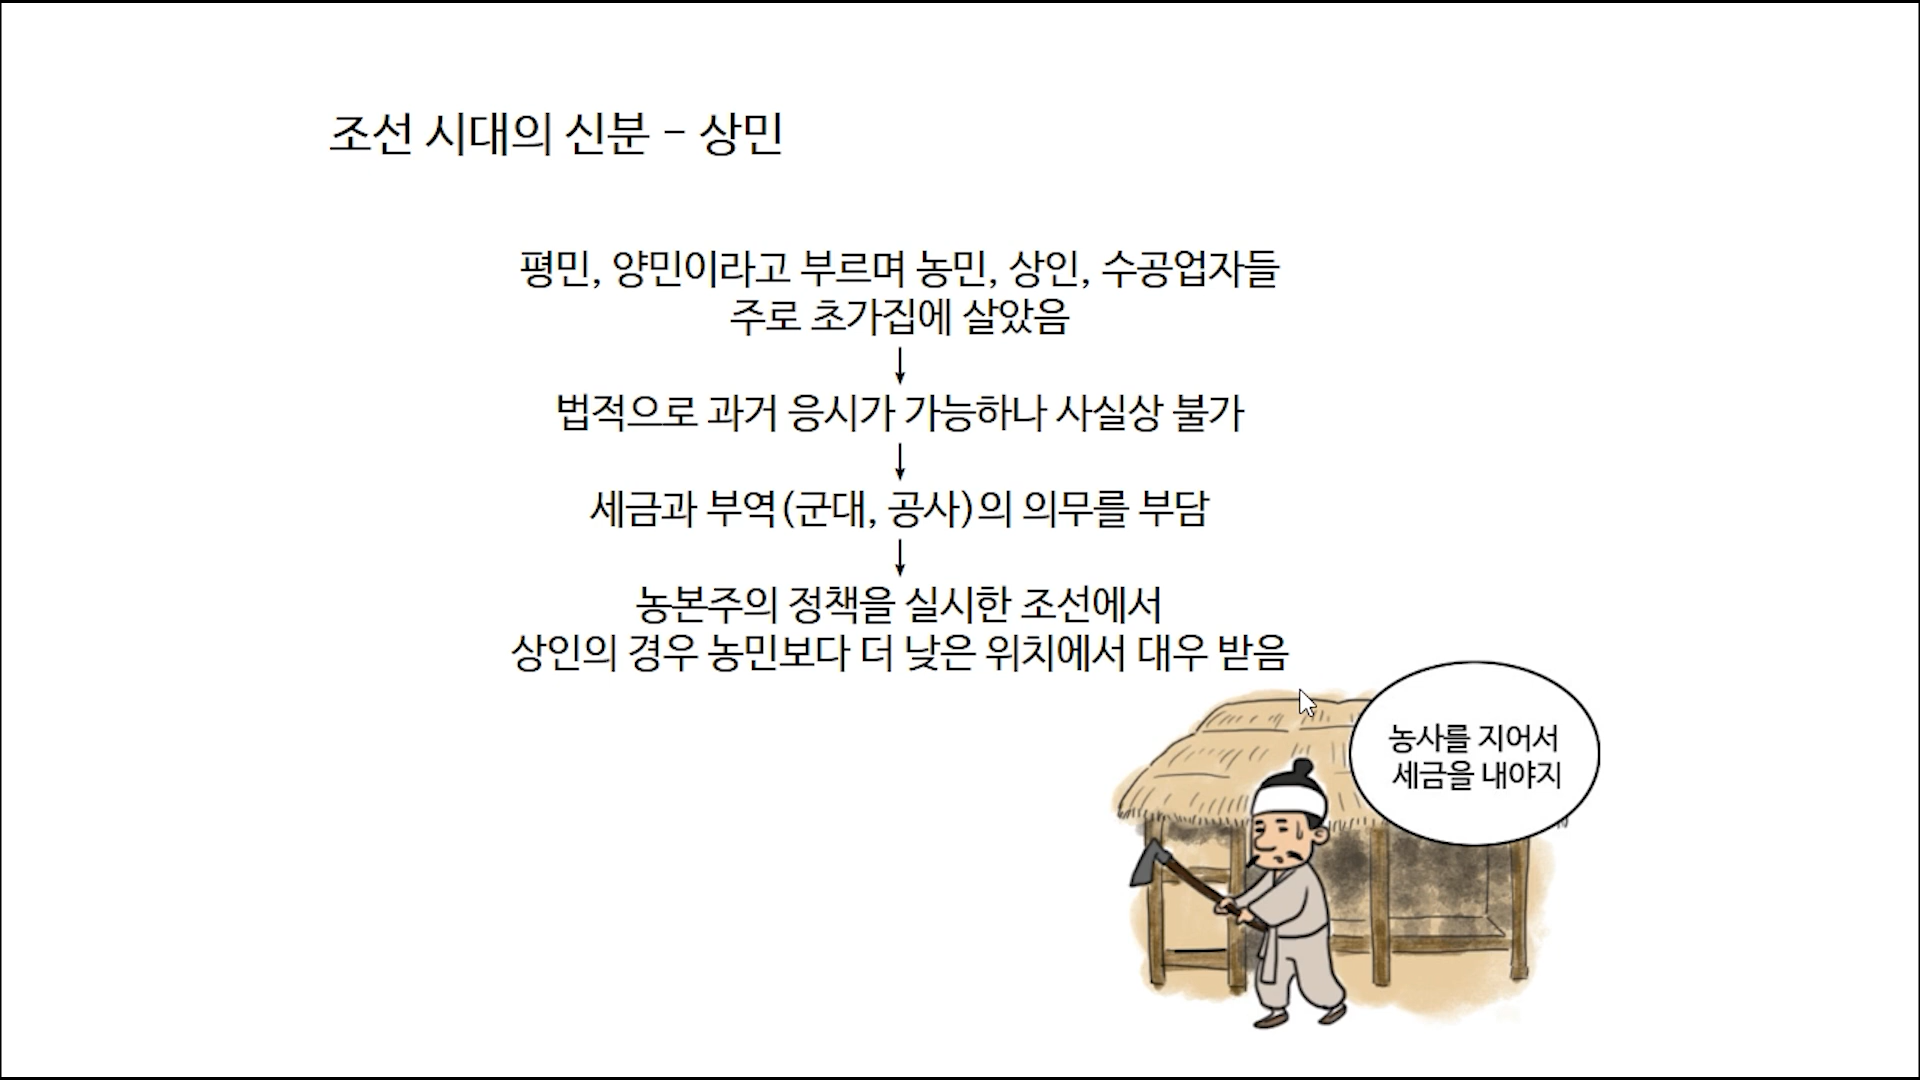 조선 시대의 신분 - 상민
평민, 양민이라고 부르며 농민, 상인, 수공업자들
주로 초가집에 살았음
↓
법적으로 과거 응시가 가능하나 사실상 불가
↓
세금과 부역(군대, 공사)의 의무를 부담
↓
농본주의 정책을 실시한 조선에서
상인의 경우 농민보다 더 낮은 위치에서 대우 받음
농사를 지어서
세금을 내야지